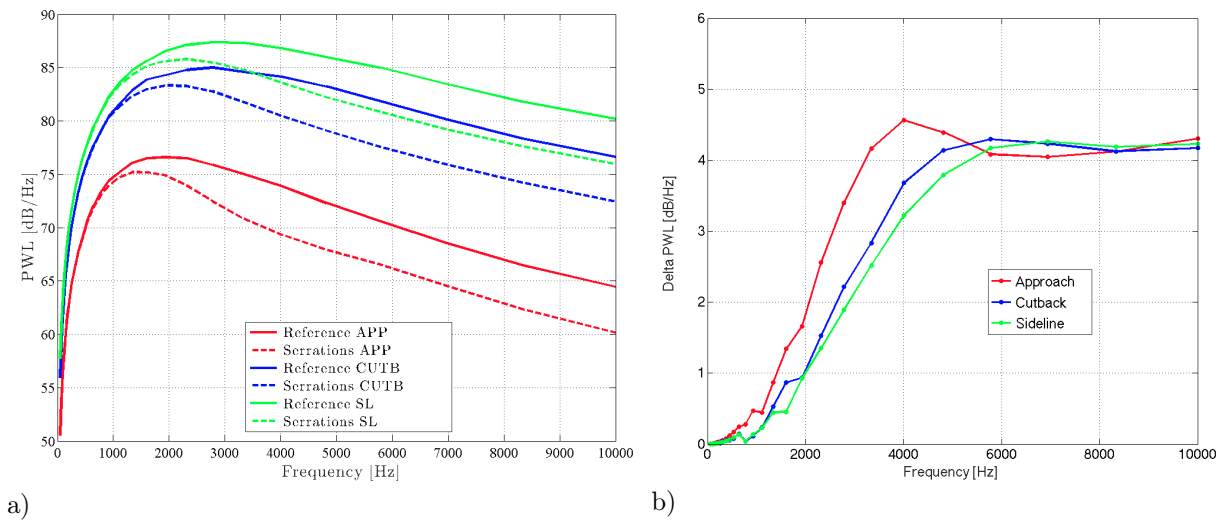 90
85
80
75
70
65
60
55
50
PWL [dB/Hz]
0
1000
2000
3000
4000
5000
6000
7000
8000
9000
10000
Frequency [Hz]
Reference APP
Serrations APP
Reference CUTB
Serrations CUTB
Reference SL
Serrations SL
a)
6
5
4
3
2
1
0
Delta PWL [dB/Hz]
0
2000
4000
6000
8000
10000
Frequency [Hz]
Approach
Cutback
Sideline
b)